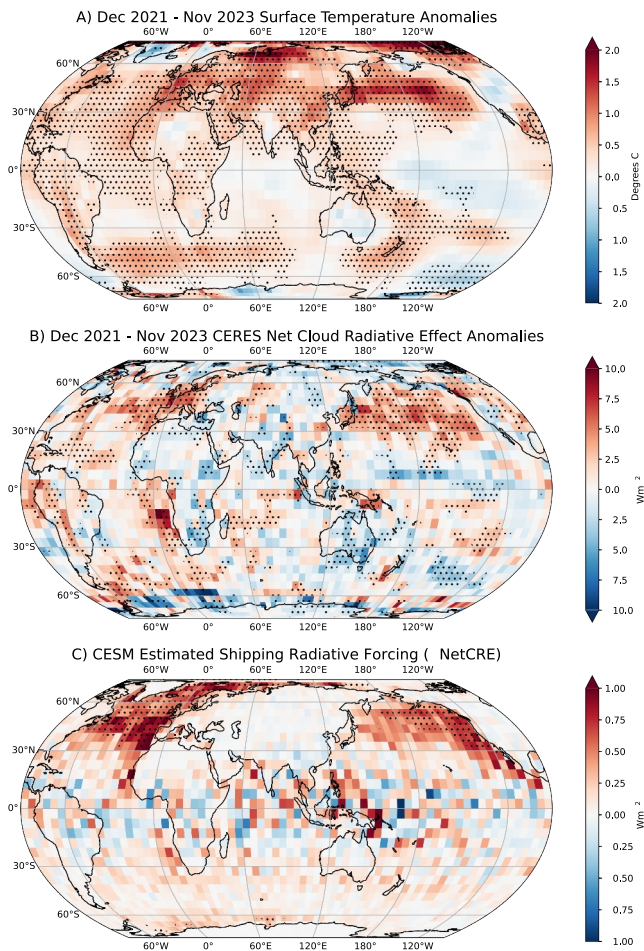 A) Dec 2021 - Nov 2023 Surface Temperature Anomalies
60°W 0° 60°E 120°E 180° 120°W
60°N
30°N
0°
30°S
60°S
60°W 0° 60°E 120°E 180° 120°W
2.0
1.5
1.0
0.5
0.0
0.5
1.0
1.5
2.0
Degrees C
B) Dec 2021 - Nov 2023 CERES Net Cloud Radiative Effect Anomalies
60°W 0° 60°E 120°E 180° 120°W
60°N
30°N
0°
30°S
60°S
60°W 0° 60°E 120°E 180° 120°W
10.0
7.5
5.0
2.5
0.0
2.5
5.0
7.5
10.0
Wm 2
C) CESM Estimated Shipping Radiative Forcing ( NetCRE)
60°W 0° 60°E 120°E 180° 120°W
60°N
30°N
0°
30°S
60°S
60°W 0° 60°E 120°E 180° 120°W
1.00
0.75
0.50
0.25
0.00
0.25
0.50
0.75
1.00
Wm 2